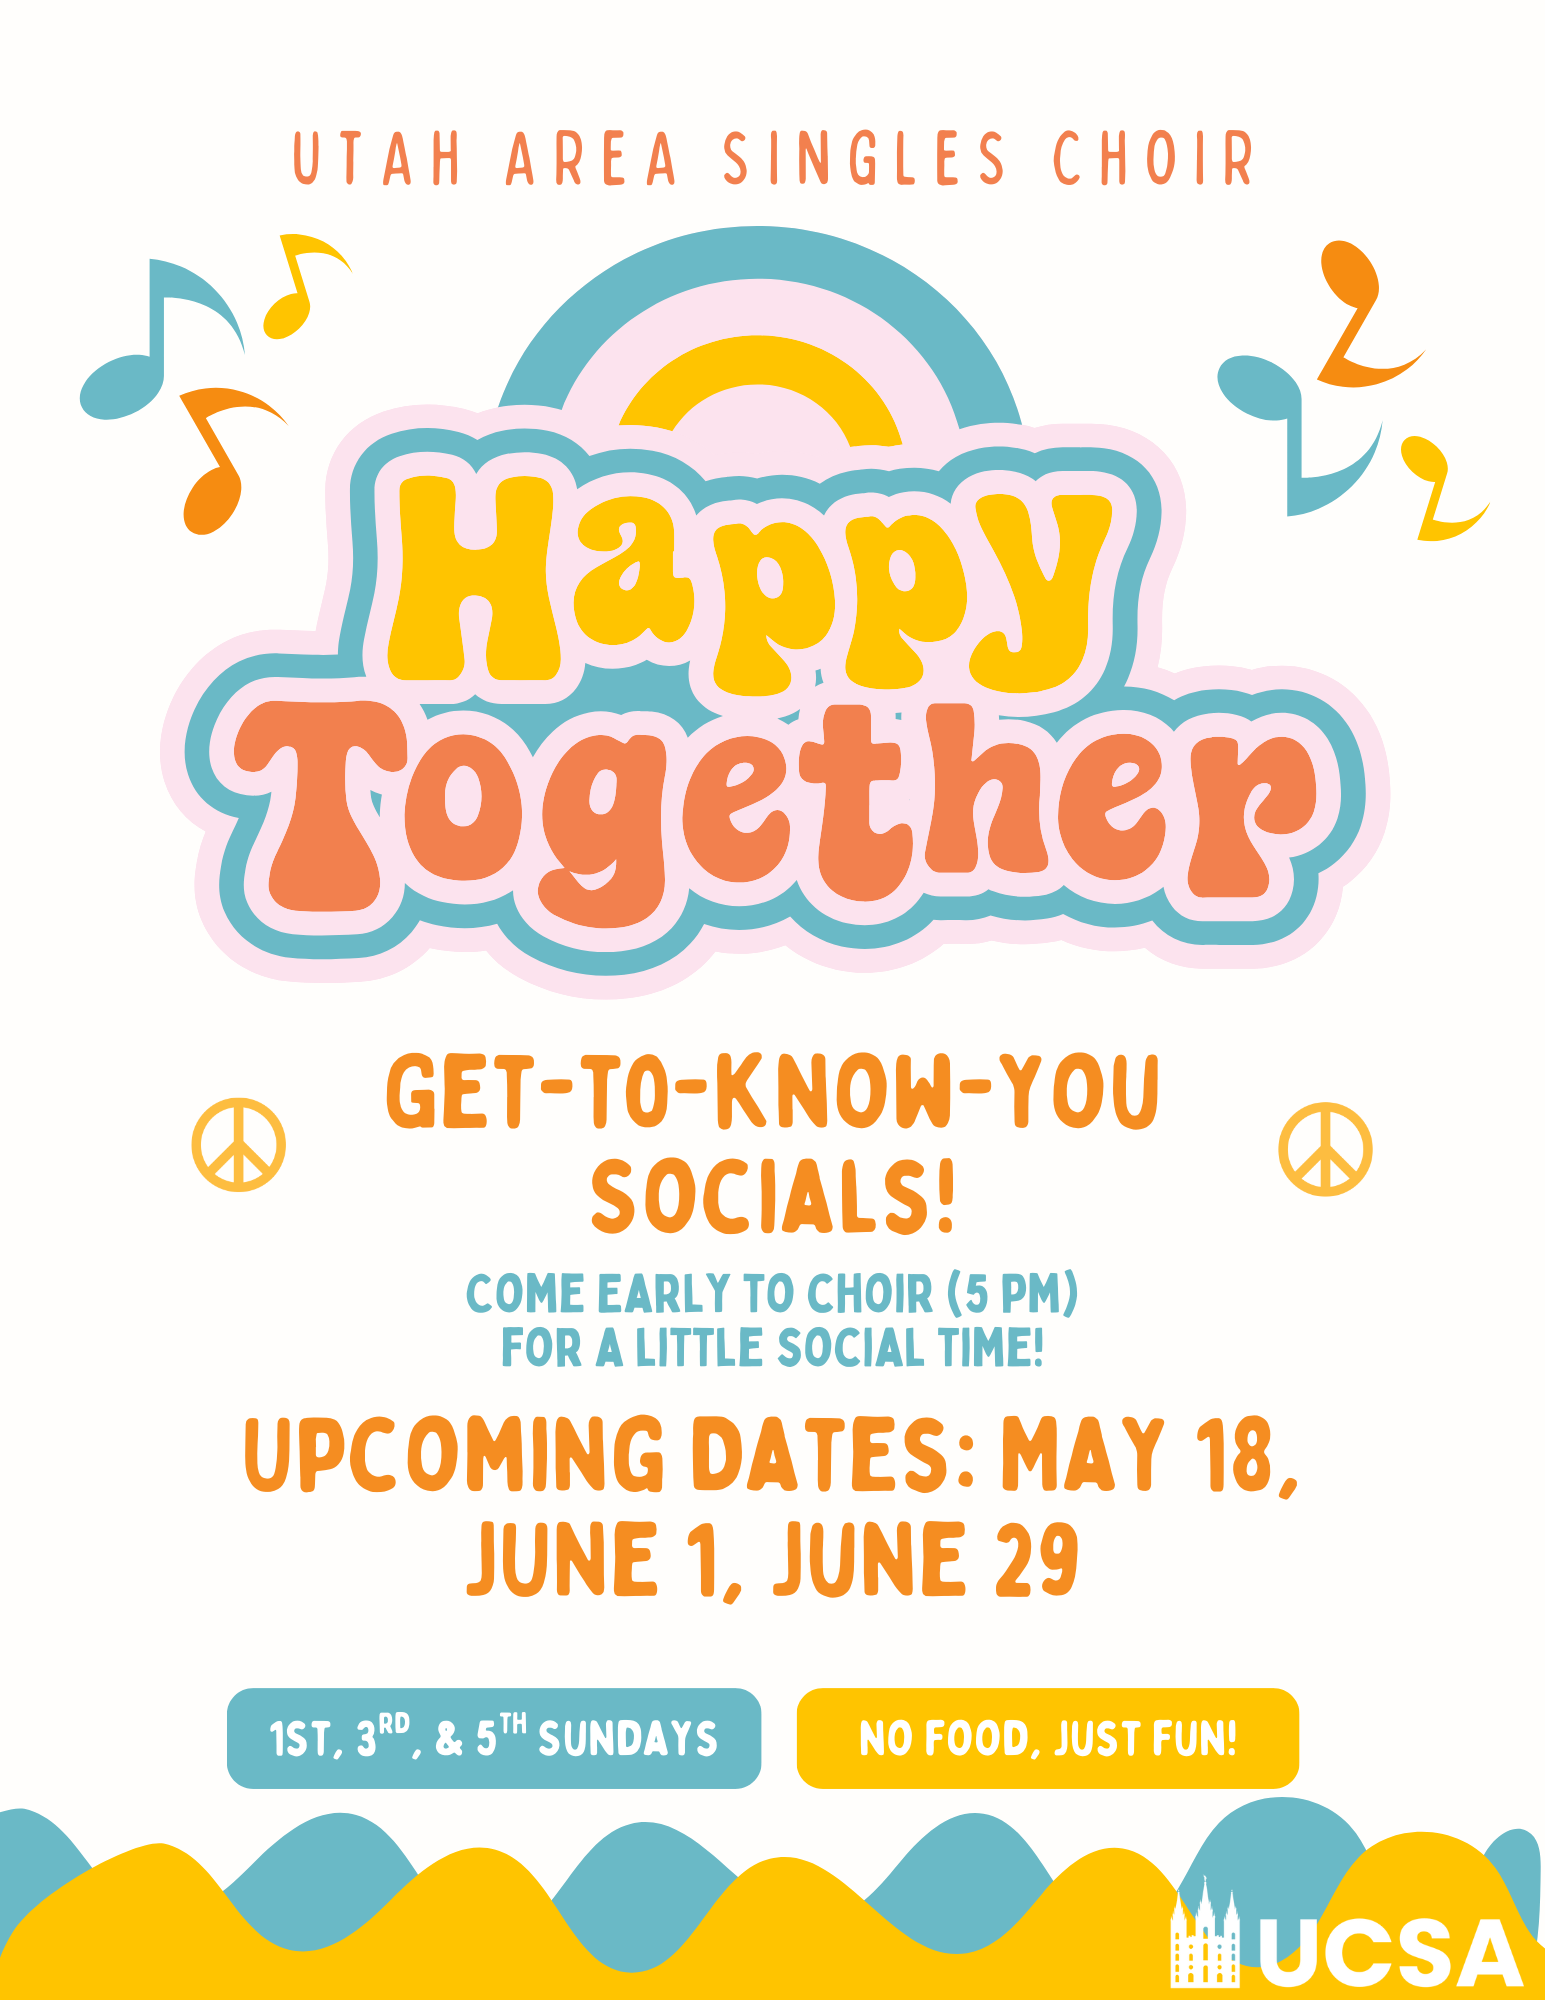 UTAH AREA SINGLES CHOIR
Happy
Together
GET-TO-KNOW-YOU
SOCIALS!
COME EARLY TO CHOIR (5 PM)
FOR A LITTLE SOCIAL TIME!
UPCOMING DATES: MAY 18,
JUNE 1, JUNE 29
1ST, 3RD, & 5TH SUNDAYS
NO FOOD, JUST FUN!
UCSA